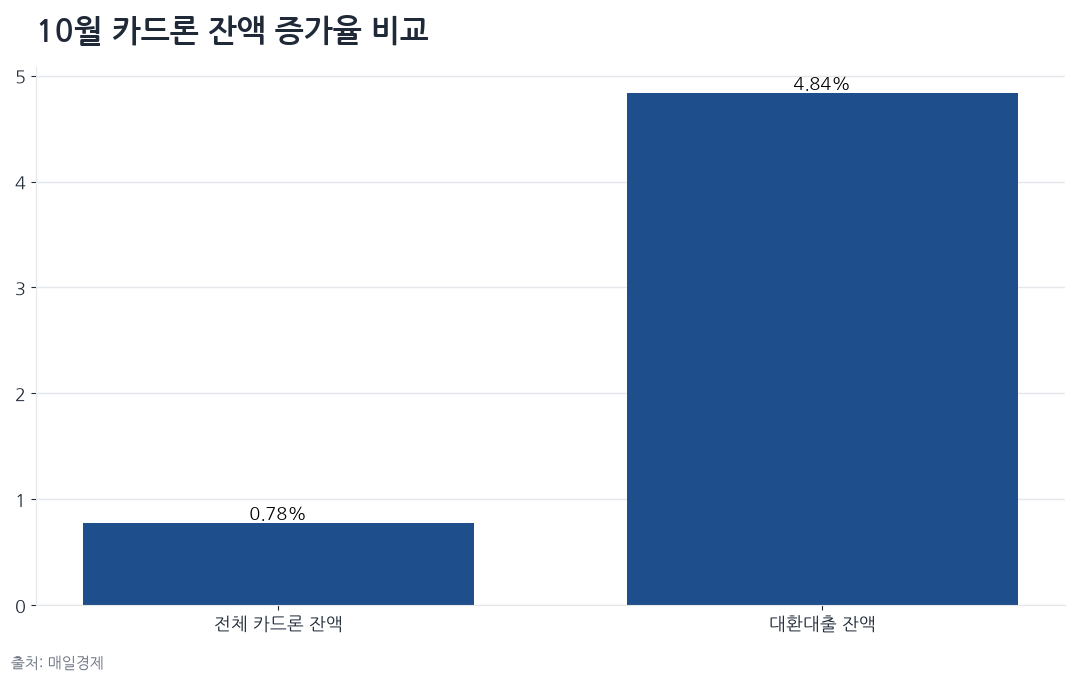 10월 카드론 잔액 증가율 비교
5
4
3
2
1
0
4.84%
0.78%
전체 카드론 잔액
대환대출 잔액
출처: 매일경제